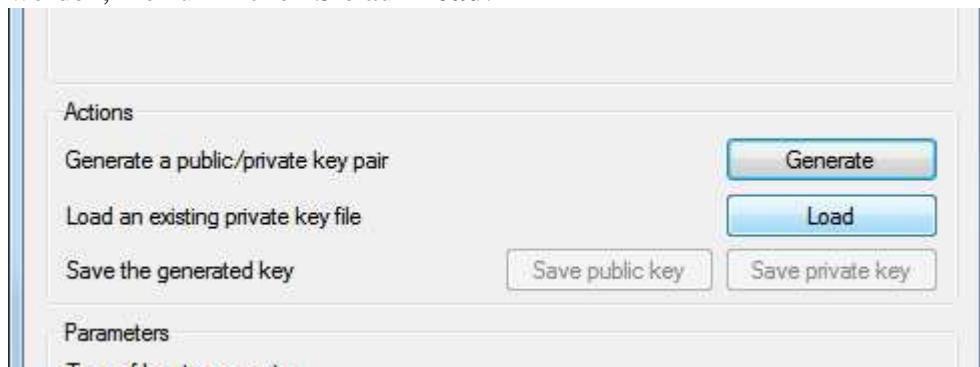 Actions
Generate a public/private key pair Generate
Load an existing private key file Load
Save the generated key Save public key Save private key
Parameters